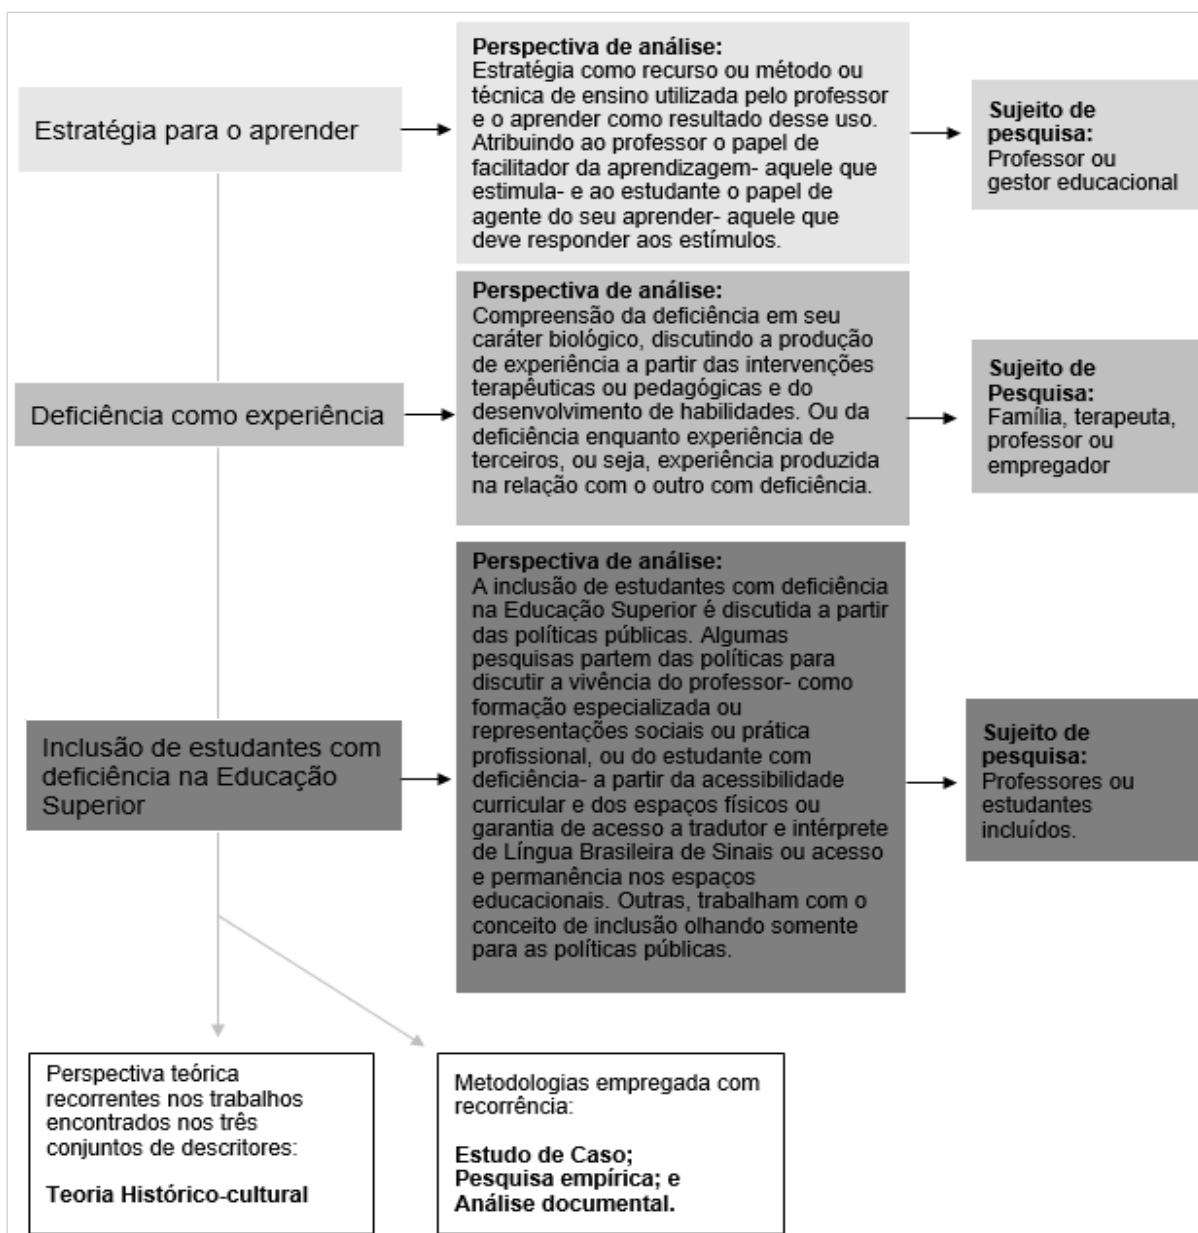 Estratégia para o aprender
Perspectiva de análise:
Estratégia como recurso ou método ou
técnica de ensino utilizada pelo professor
e o aprender como resultado desse uso.
Atribuindo ao professor o papel de
facilitador da aprendizagem- aquele que
estimula- e ao estudante o papel de
agente do seu aprender- aquele que
deve responder aos estímulos.
Sujeito de
pesquisa:
Professor ou
gestor educacional
Deficiência como experiência
Perspectiva de análise:
Compreensão da deficiência em seu
caráter biológico, discutindo a produção
de experiência a partir das intervenções
terapêuticas ou pedagógicas e do
desenvolvimento de habilidades. Ou da
deficiência enquanto experiência de
terceiros, ou seja, experiência produzida
na relação com o outro com deficiência.
Sujeito de
Pesquisa:
Família, terapeuta,
professor ou
empregador
Inclusão de estudantes com
deficiência na Educação
Superior
Perspectiva de análise:
A inclusão de estudantes com deficiência
na Educação Superior é discutida a partir
das políticas públicas. Algumas
pesquisas partem das políticas para
discutir a vivência do professor- como
formação especializada ou
representações sociais ou prática
profissional, ou do estudante com
deficiência- a partir da acessibilidade
curricular e dos espaços físicos ou
garantia de acesso a tradutor e intérprete
de Língua Brasileira de Sinais ou acesso
e permanência nos espaços
educacionais. Outras, trabalham com o
conceito de inclusão olhando somente
para as políticas públicas.
Sujeito de
pesquisa:
Professores ou
estudantes
incluídos.
Perspectiva teórica
recorrentes nos trabalhos
encontrados nos três
conjuntos de descritores:
Teoria Histórico-cultural
Metodologias empregada com
recorrência:
Estudo de Caso;
Pesquisa empírica; e
Análise documental.